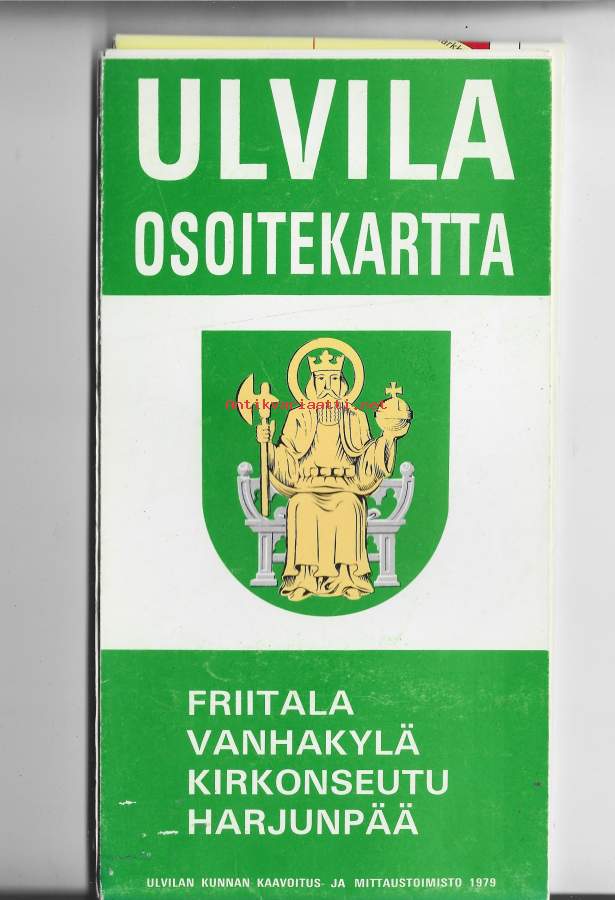 ULVILA
OSOITEKARTTA
Antikvariaatti.net
FRIITALA
VANHAKYLÄ
KIRKONSEUTU
HARJUNPÄÄ
ULVILAN KUNNAN KAAVOITUS- JA MITTAUSTOIMISTO 1979